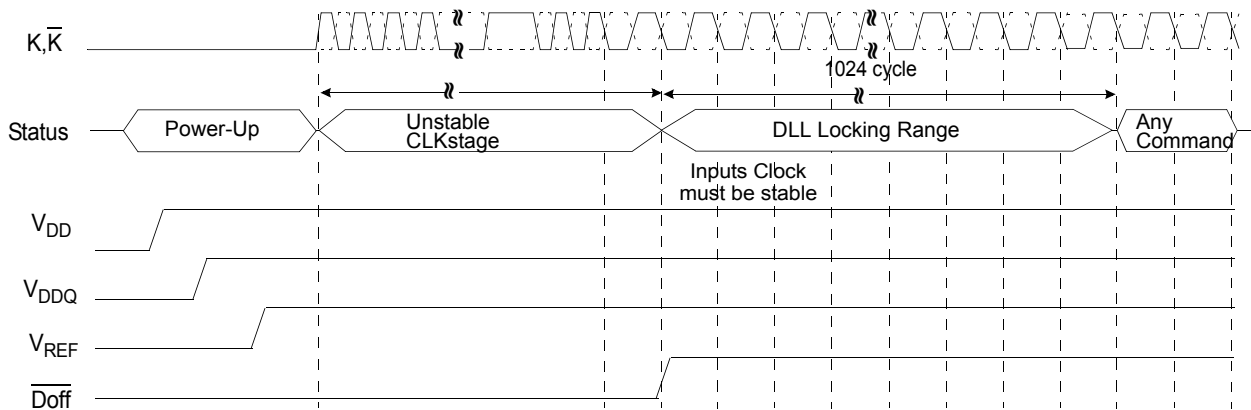 K,K̅
1024 cycle
Status
Power-Up
Unstable
CLKstage
DLL Locking Range
Any
Command
Inputs Clock
must be stable
VDD
VDDQ
VREF
D̅o̅f̅f̅